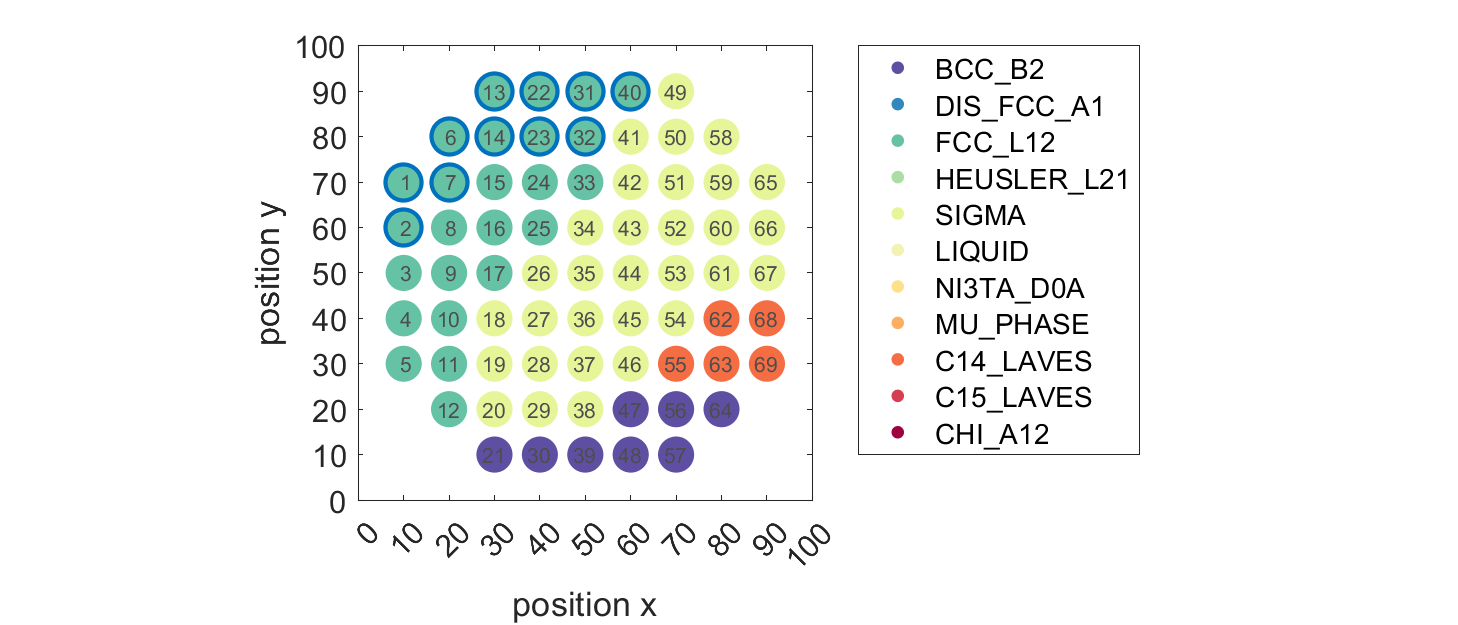 100
90
80
70
60
50
40
30
20
10
0
position y
13 22 31 40 49
6 14 23 32 41 50 58
1 7 15 24 33 42 51 59 65
2 8 16 25 34 43 52 60 66
3 9 17 26 35 44 53 61 67
4 10 18 27 36 45 54 62 68
5 11 19 28 37 46 55 63 69
12 20 29 38 47 56 64
21 30 39 48 57
0 10 20 30 40 50 60 70 80 90 100
position x
BCC_B2
DIS_FCC_A1
FCC_L12
HEUSLER_L21
SIGMA
LIQUID
NI3TA_D0A
MU_PHASE
C14_LAVES
C15_LAVES
CHI_A12